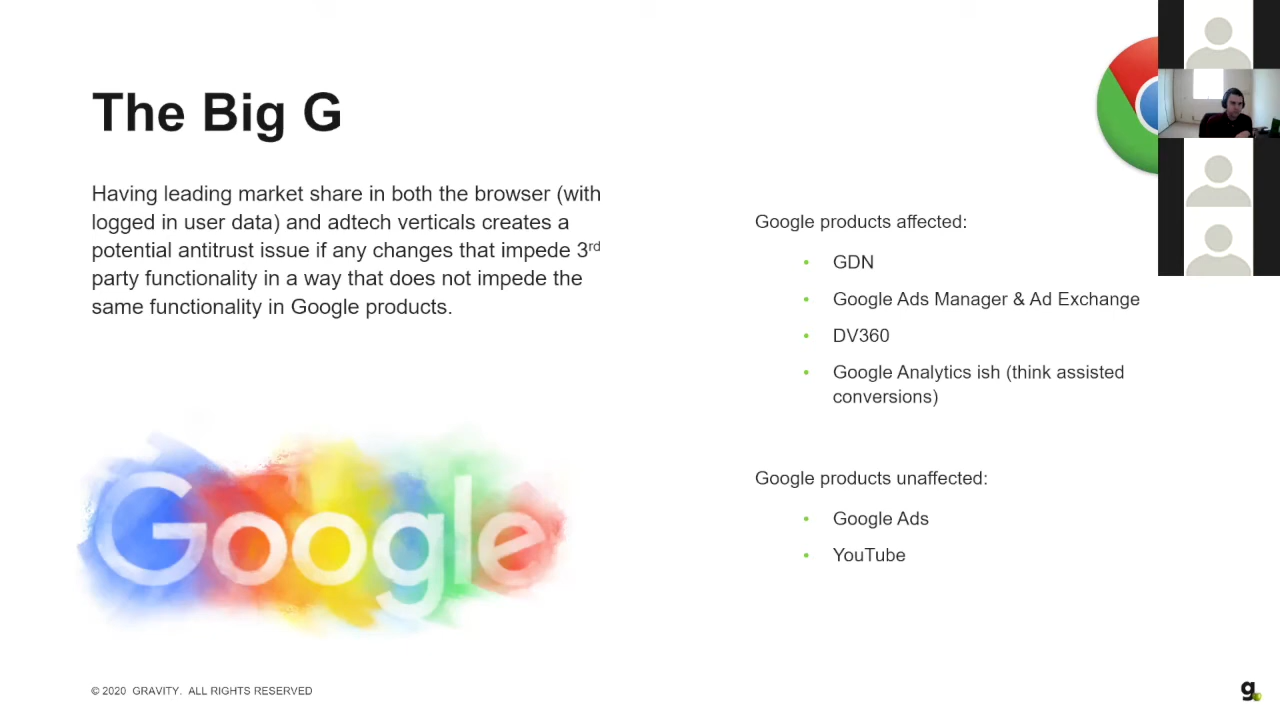 The Big G
Having leading market share in both the browser (with
logged in user data) and adtech verticals creates a
potential antitrust issue if any changes that impede 3rd
party functionality in a way that does not impede the
same functionality in Google products.
Google
Google products affected:
• GDN
• Google Ads Manager & Ad Exchange
• DV360
• Google Analytics ish (think assisted
conversions)
Google products unaffected:
• Google Ads
• YouTube
© 2020 GRAVITY. ALL RIGHTS RESERVED
g